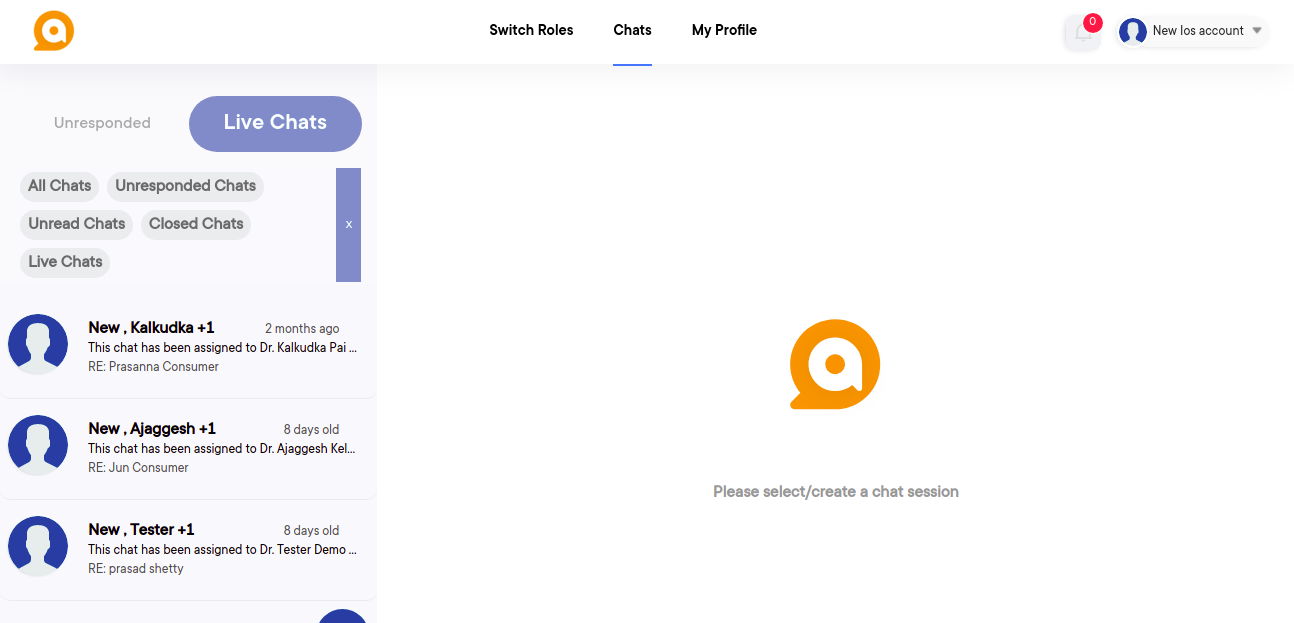 Switch Roles Chats My Profile
0
New Ios account
Unresponded Live Chats
All Chats Unresponded Chats
Unread Chats Closed Chats
x
Live Chats
New , Kalkudka +1 2 months ago
This chat has been assigned to Dr. Kalkudka Pai ...
RE: Prasanna Consumer
New , Ajaggesh +1 8 days old
This chat has been assigned to Dr. Ajaggesh Kel...
RE: Jun Consumer
New , Tester +1 8 days old
This chat has been assigned to Dr. Tester Demo ...
RE: prasad shetty
Please select/create a chat session